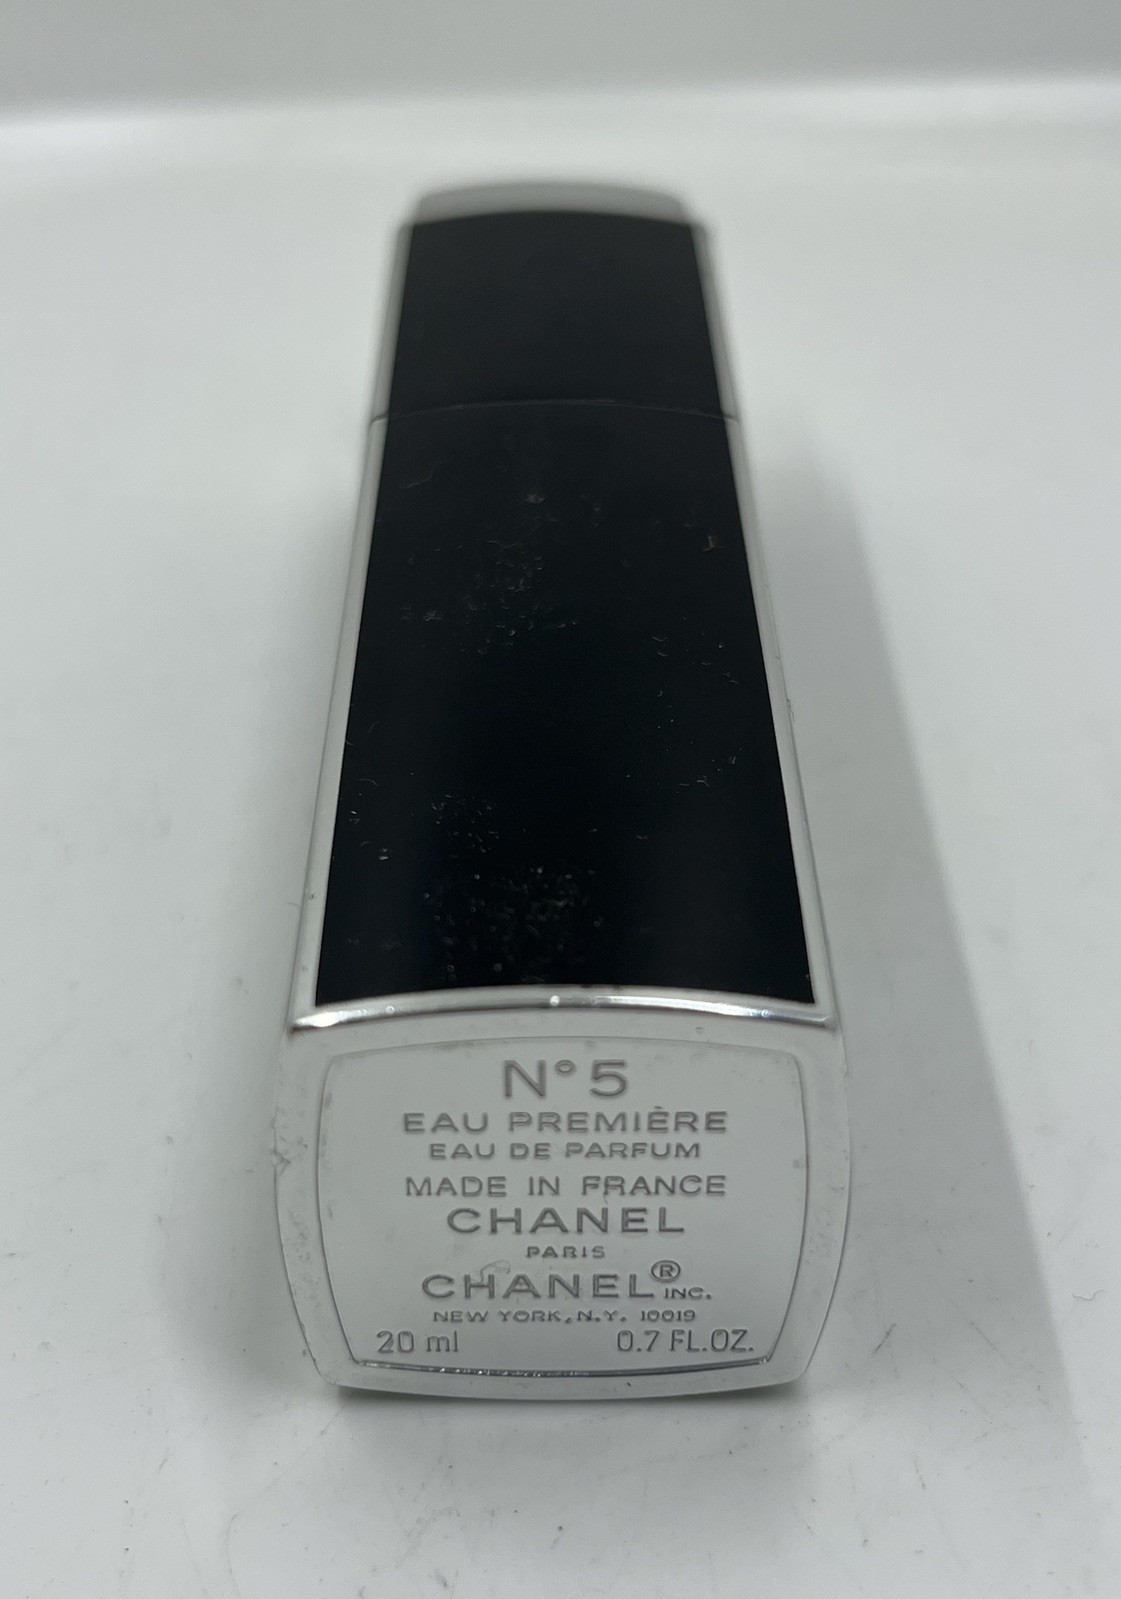 N° 5
EAU PREMIÈRE
EAU DE PARFUM
MADE IN FRANCE
CHANEL
PARIS
CHANEL® INC.
NEW YORK, N.Y. 10019
20 ml 0.7 FL.OZ.